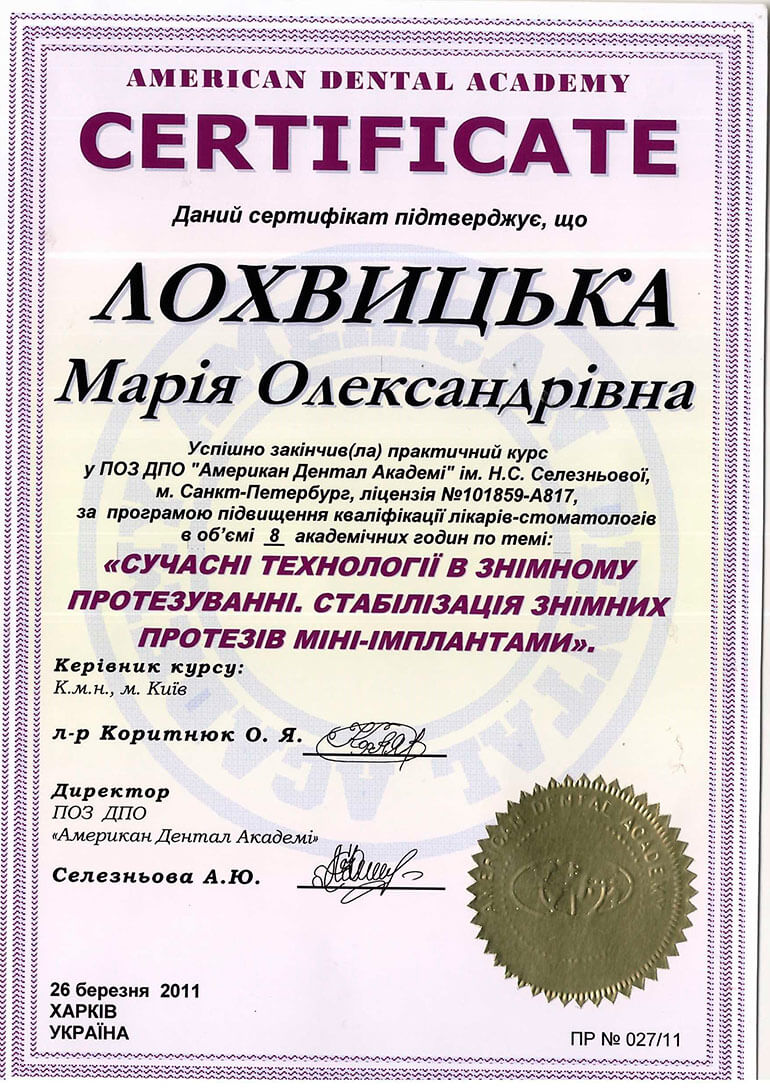 AMERICAN DENTAL ACADEMY
CERTIFICATE
Даний сертифікат підтверджує, що
ЛОХВИЦЬКА
Марія Олександрівна
Успішно закінчив(ла) практичний курс
у ПОЗ ДПО "Американ Дентал Академі" ім. Н.С. Селезньової,
м. Санкт-Петербург, ліцензія №101859-А817,
за програмою підвищення кваліфікації лікарів-стоматологів
в об'ємі 8 академічних годин по темі:
«СУЧАСНІ ТЕХНОЛОГІЇ В ЗНІМНОМУ
ПРОТЕЗУВАННІ. СТАБІЛІЗАЦІЯ ЗНІМНИХ
ПРОТЕЗІВ МІНІ-ІМПЛАНТАМИ».
Керівник курсу:
К.м.н., м. Київ
л-р Коритнюк О. Я.
Директор
ПОЗ ДПО
«Американ Дентал Академі»
Селезньова А.Ю.
AMERICAN DENTAL ACADEMY
26 березня 2011
ХАРКІВ
УКРАЇНА
ПР № 027/11
AMERICAN DENTAL ACADEMY